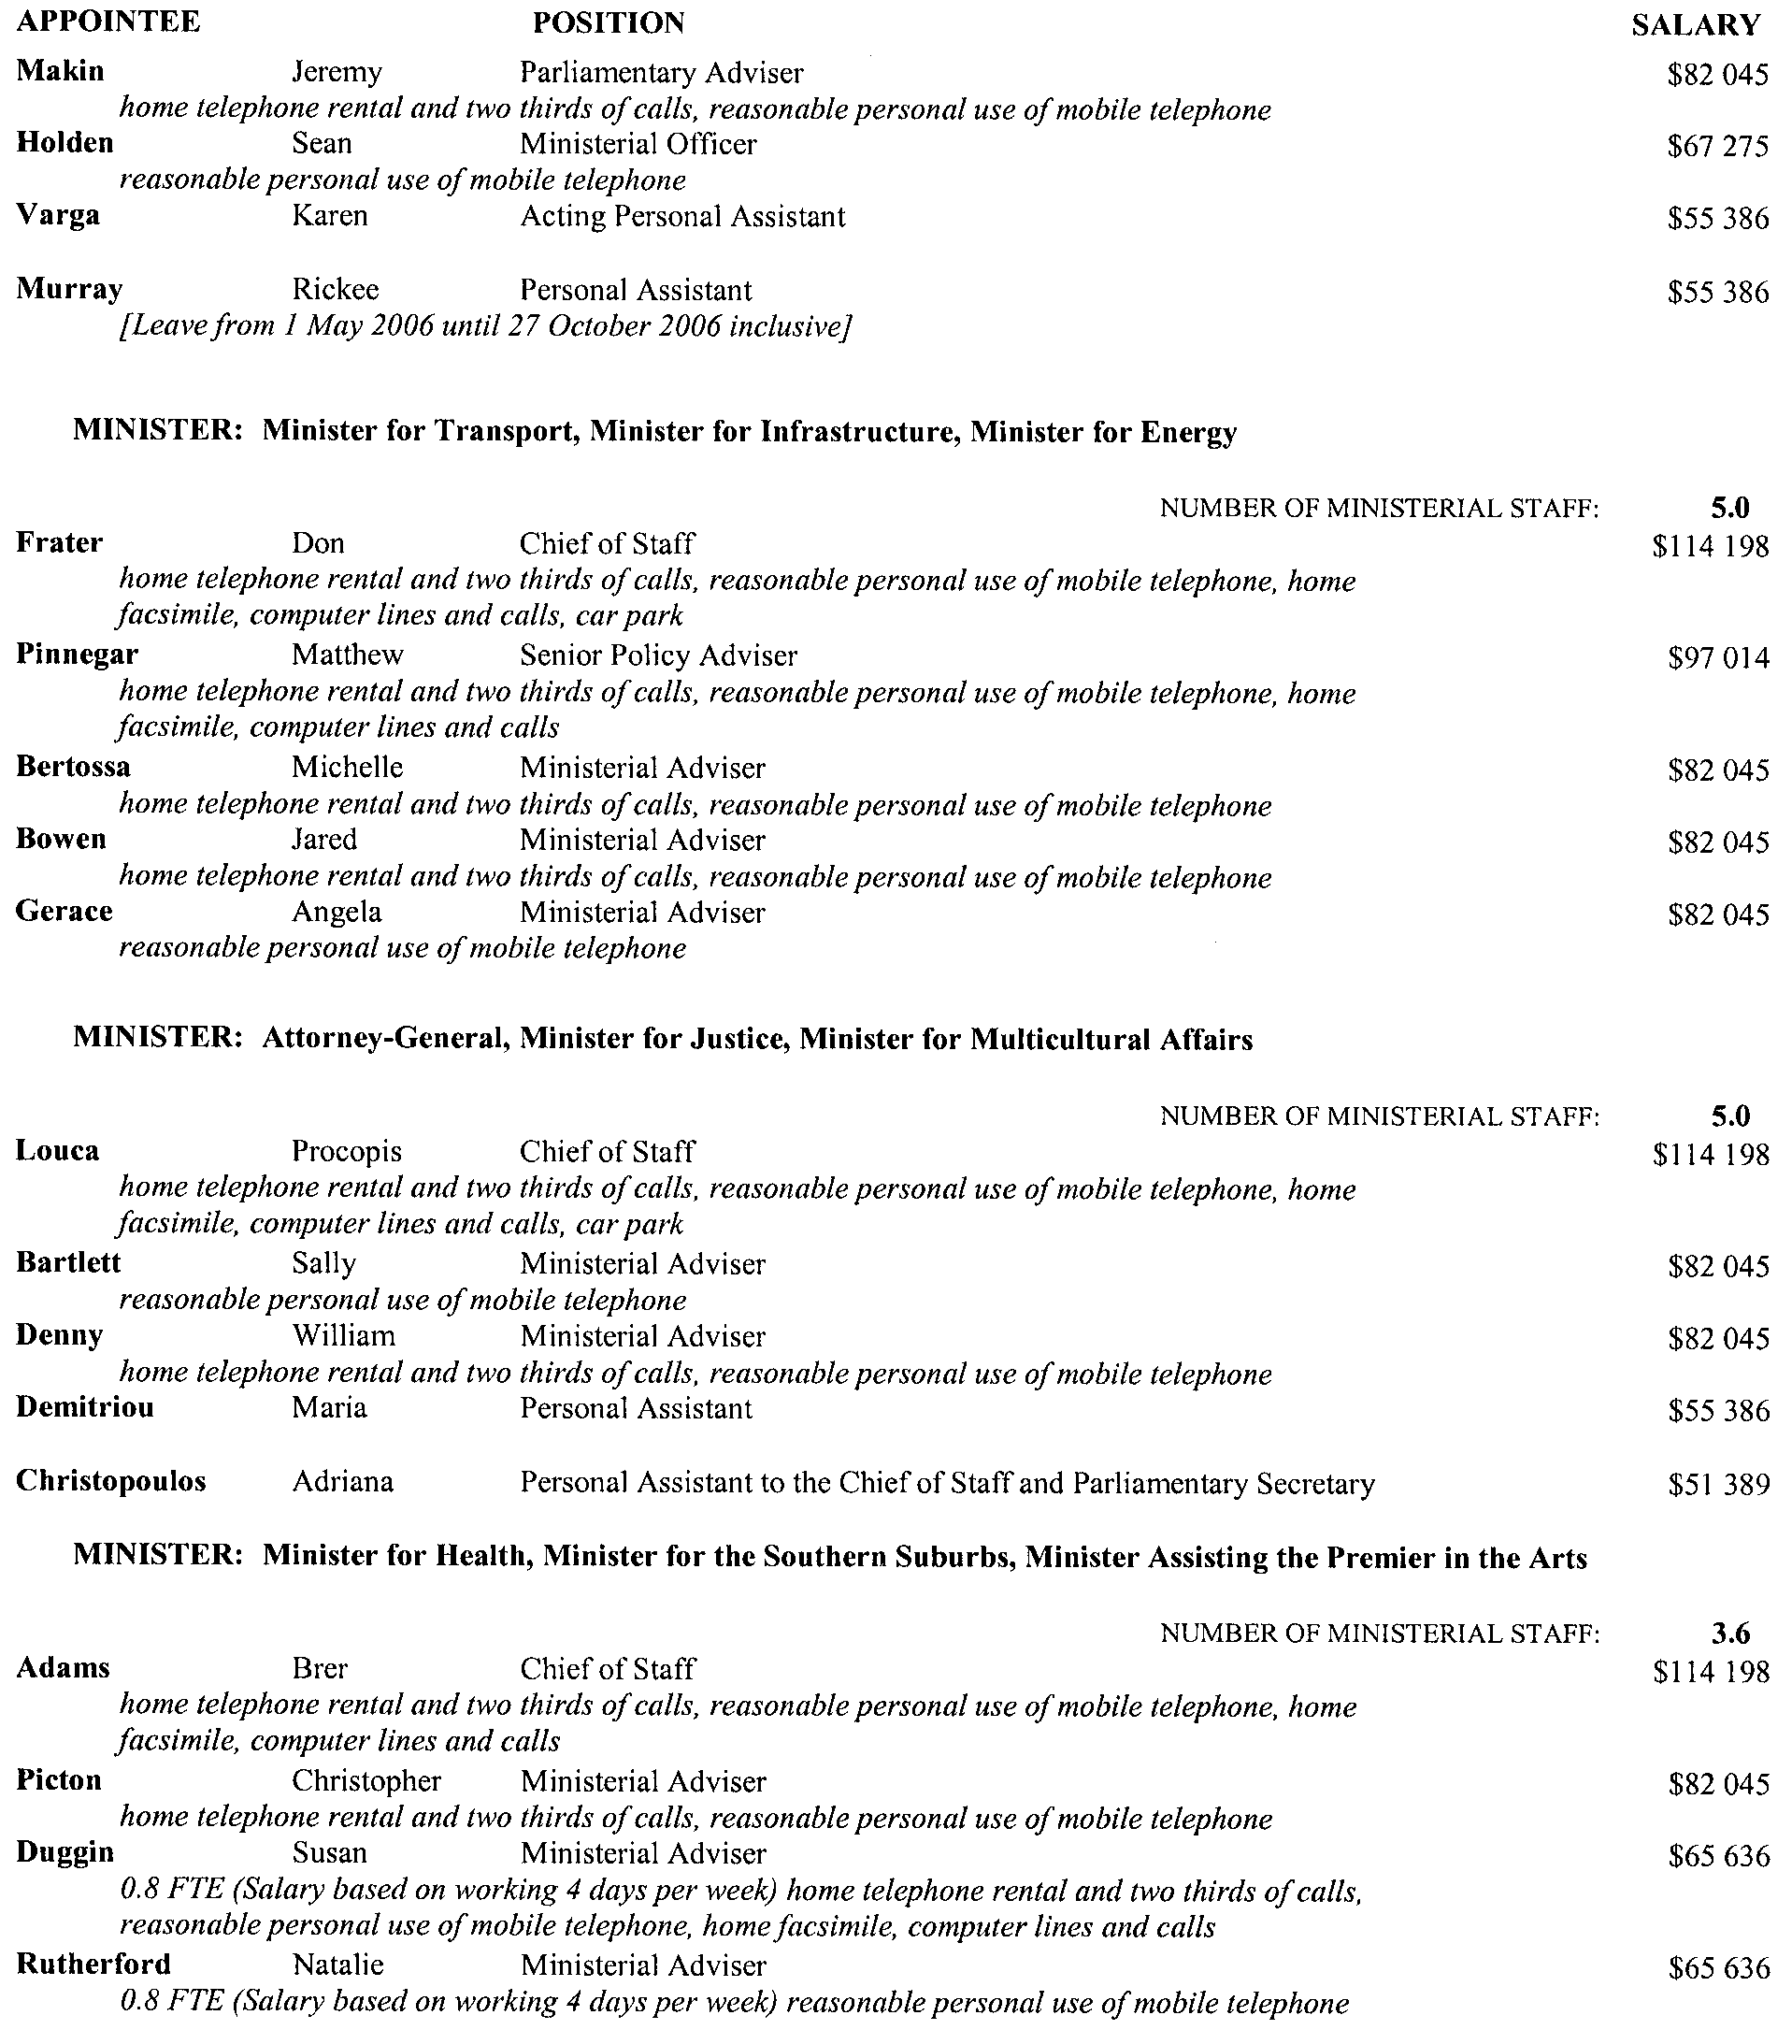 APPOINTEE POSITION SALARY
Makin Jeremy Parliamentary Adviser $82 045
home telephone rental and two thirds of calls, reasonable personal use of mobile telephone
Holden Sean Ministerial Officer $67 275
reasonable personal use of mobile telephone
Varga Karen Acting Personal Assistant $55 386
Murray Rickee Personal Assistant $55 386
[Leave from 1 May 2006 until 27 October 2006 inclusive]
MINISTER: Minister for Transport, Minister for Infrastructure, Minister for Energy
NUMBER OF MINISTERIAL STAFF: 5.0
Frater Don Chief of Staff $114 198
home telephone rental and two thirds of calls, reasonable personal use of mobile telephone, home
facsimile, computer lines and calls, car park
Pinnegar Matthew Senior Policy Adviser $97 014
home telephone rental and two thirds of calls, reasonable personal use of mobile telephone, home
facsimile, computer lines and calls
Bertossa Michelle Ministerial Adviser $82 045
home telephone rental and two thirds of calls, reasonable personal use of mobile telephone
Bowen Jared Ministerial Adviser $82 045
home telephone rental and two thirds of calls, reasonable personal use of mobile telephone
Gerace Angela Ministerial Adviser $82 045
reasonable personal use of mobile telephone
MINISTER: Attorney-General, Minister for Justice, Minister for Multicultural Affairs
NUMBER OF MINISTERIAL STAFF: 5.0
Louca Procopis Chief of Staff $114 198
home telephone rental and two thirds of calls, reasonable personal use of mobile telephone, home
facsimile, computer lines and calls, car park
Bartlett Sally Ministerial Adviser $82 045
reasonable personal use of mobile telephone
Denny William Ministerial Adviser $82 045
home telephone rental and two thirds of calls, reasonable personal use of mobile telephone
Demitriou Maria Personal Assistant $55 386
Christopoulos Adriana Personal Assistant to the Chief of Staff and Parliamentary Secretary $51 389
MINISTER: Minister for Health, Minister for the Southern Suburbs, Minister Assisting the Premier in the Arts
NUMBER OF MINISTERIAL STAFF: 3.6
Adams Brer Chief of Staff $114 198
home telephone rental and two thirds of calls, reasonable personal use of mobile telephone, home
facsimile, computer lines and calls
Picton Christopher Ministerial Adviser $82 045
home telephone rental and two thirds of calls, reasonable personal use of mobile telephone
Duggin Susan Ministerial Adviser $65 636
0.8 FTE (Salary based on working 4 days per week) home telephone rental and two thirds of calls,
reasonable personal use of mobile telephone, home facsimile, computer lines and calls
Rutherford Natalie Ministerial Adviser $65 636
0.8 FTE (Salary based on working 4 days per week) reasonable personal use of mobile telephone